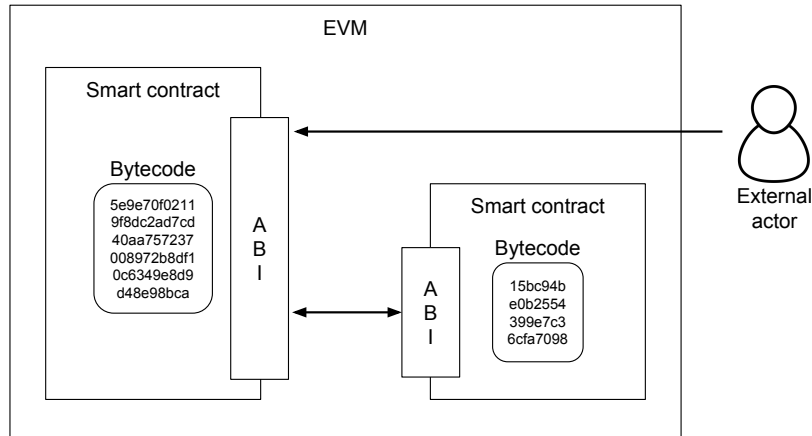 EVM
Smart contract
Bytecode
5e9e70f0211
9f8dc2ad7cd
40aa757237
008972b8df1
0c6349e8d9
d48e98bca
A
B
I
Smart contract
Bytecode
15bc94b
e0b2554
399e7c3
6cfa7098
A
B
I
External
actor